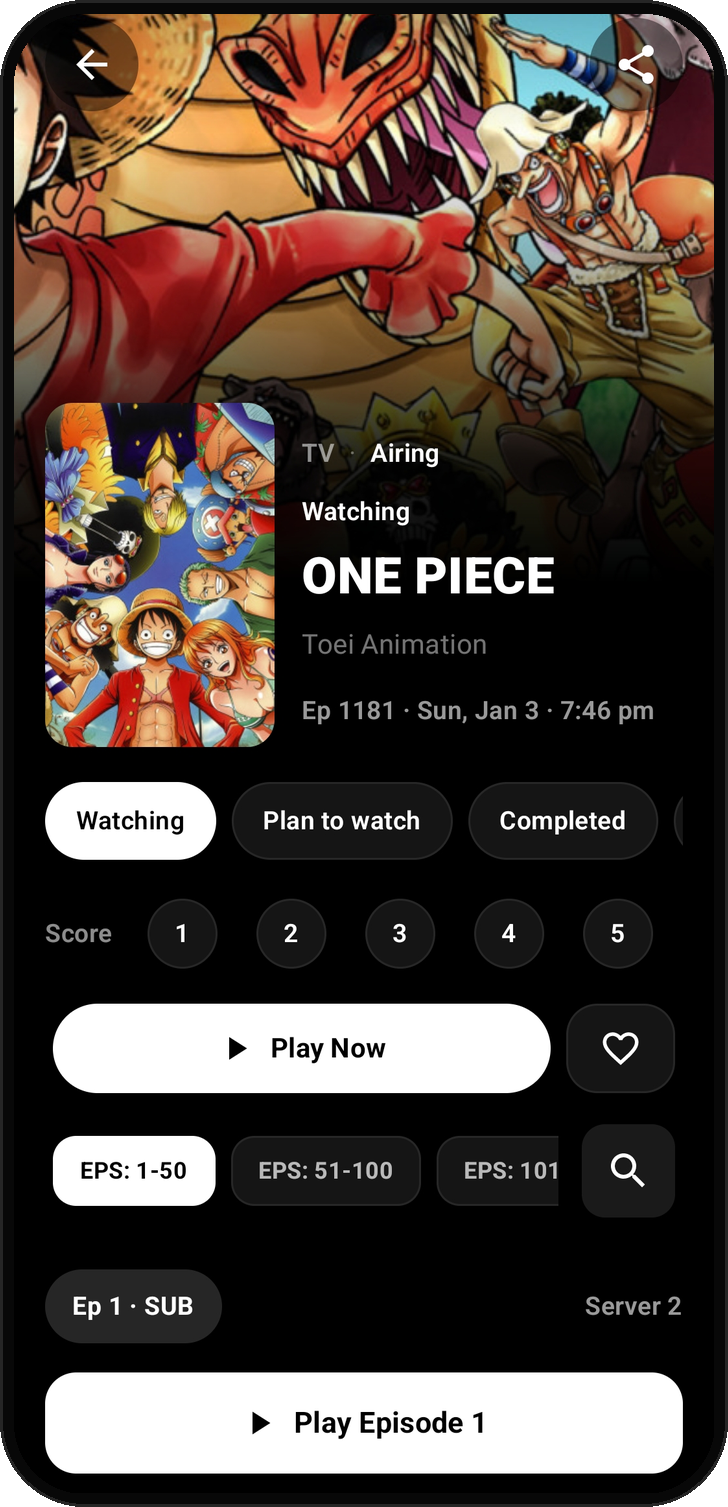 TV · Airing
Watching
ONE PIECE
Toei Animation
Ep 1181 · Sun, Jan 3 · 7:46 pm
Watching Plan to watch Completed
Score 1 2 3 4 5
Play Now
EPS: 1-50 EPS: 51-100 EPS: 101
Ep 1 · SUB Server 2
Play Episode 1